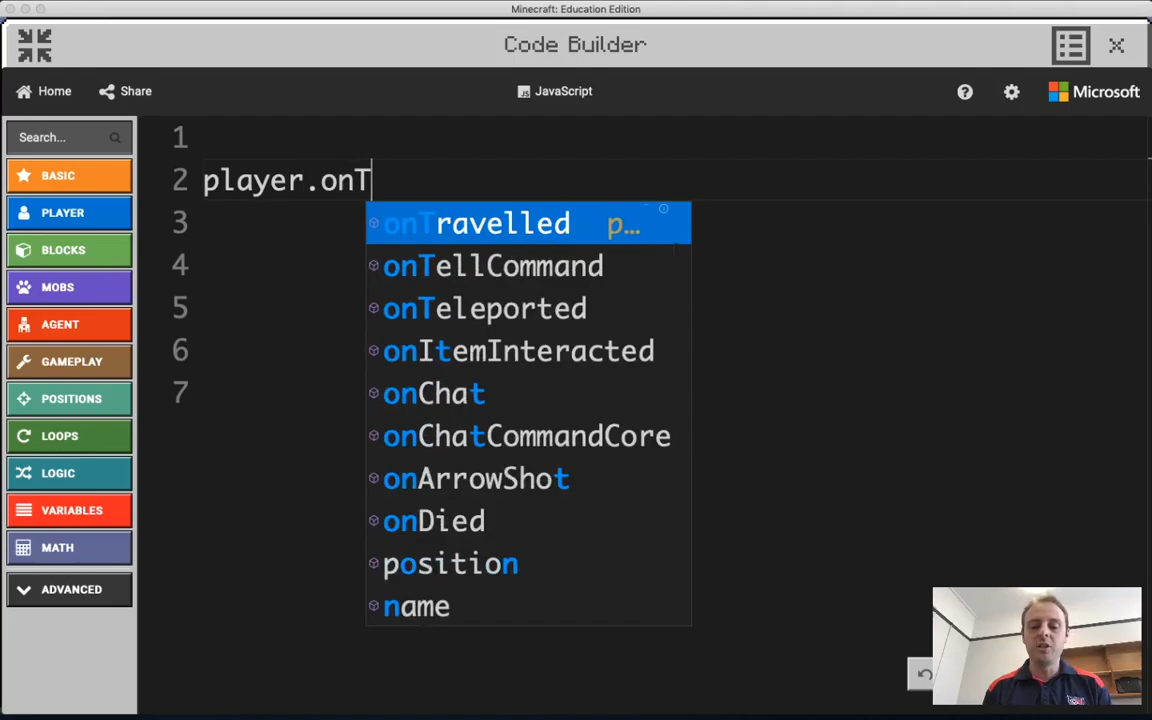 Minecraft: Education Edition
Code Builder
Home
Share
JavaScript
Microsoft
Search...
BASIC
PLAYER
BLOCKS
MOBS
AGENT
GAMEPLAY
POSITIONS
LOOPS
LOGIC
VARIABLES
MATH
ADVANCED
1
2 player.onT
3
4
5
6
7
onTravelled p...
onTellCommand
onTeleported
onItemInteracted
onChat
onChatCommandCore
onArrowShot
onDied
position
name